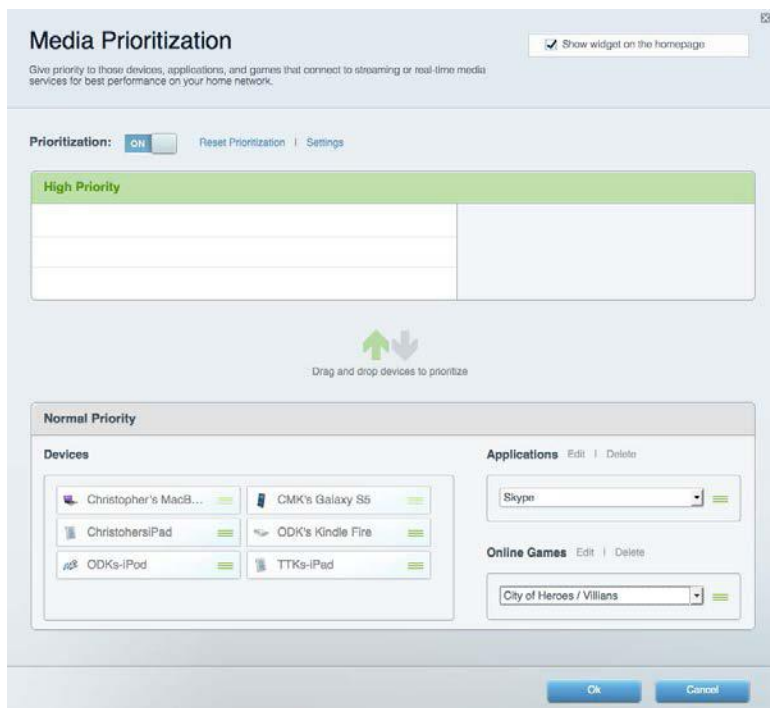 Media Prioritization
Show widget on the homepage
Give priority to those devices, applications, and games that connect to streaming or real-time media
services for best performance on your home network.
Prioritization: ON Reset Prioritization | Settings
High Priority
Drag and drop devices to prioritize
Normal Priority
Devices
Applications Edit | Delete
Christopher's MacB... CMK's Galaxy S5
Skype
ChristohersiPad ODK's Kindle Fire
Online Games Edit | Delete
ODKs-iPod TTKs-iPad
City of Heroes / Villians
Ok Cancel